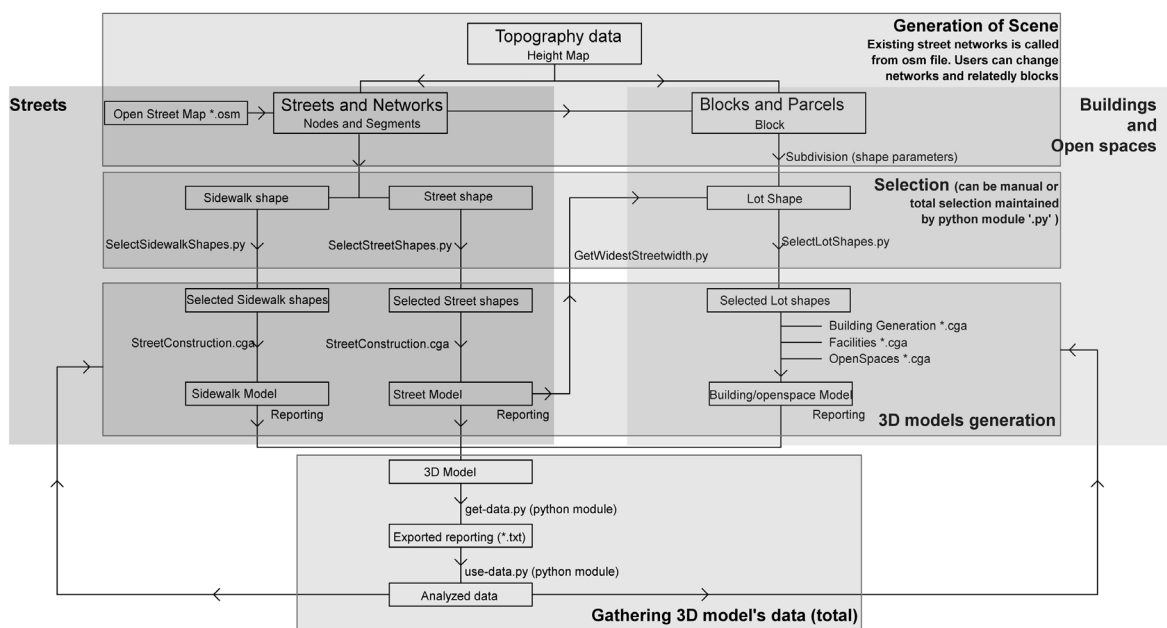 Generation of Scene
Existing street networks is called
from osm file. Users can change
networks and relatedly blocks
Topography data
Height Map
Streets
Open Street Map *.osm
Streets and Networks
Nodes and Segments
Blocks and Parcels
Block
Buildings
and
Open spaces
Subdivision (shape parameters)
Sidewalk shape
Street shape
Lot Shape
Selection (can be manual or
total selection maintained
by python module '.py' )
SelectSidewalkShapes.py
SelectStreetShapes.py
GetWidestStreetwidth.py
SelectLotShapes.py
Selected Sidewalk shapes
Selected Street shapes
Selected Lot shapes
StreetConstruction.cga
StreetConstruction.cga
Building Generation *.cga
Facilities *.cga
OpenSpaces *.cga
Sidewalk Model
Street Model
Building/openspace Model
Reporting
Reporting
Reporting
3D models generation
3D Model
get-data.py (python module)
Exported reporting (*.txt)
use-data.py (python module)
Analyzed data
Gathering 3D model's data (total)